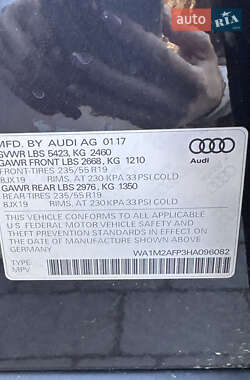 AUTO.RIA
MFD. BY AUDI AG 01.17
GVWR LBS 5423, KG 2460
GAWR FRONT LBS 2668, KG 1210
FRONT-TIRES 235/55 R19
8JX19 RIMS, AT 230 KPA 33 PSI COLD
GAWR REAR LBS 2976, KG 1350
REAR-TIRES 235/55 R19
8JX19 RIMS, AT 230 KPA 33 PSI COLD
Audi
THIS VEHICLE CONFORMS TO ALL APPLICABLE
U.S. FEDERAL MOTOR VEHICLE SAFETY AND
THEFT PREVENTION STANDARDS IN EFFECT ON
THE DATE OF MANUFACTURE SHOWN ABOVE
GERMANY
TYPE: WA1M2AFP3HA096082
MPV